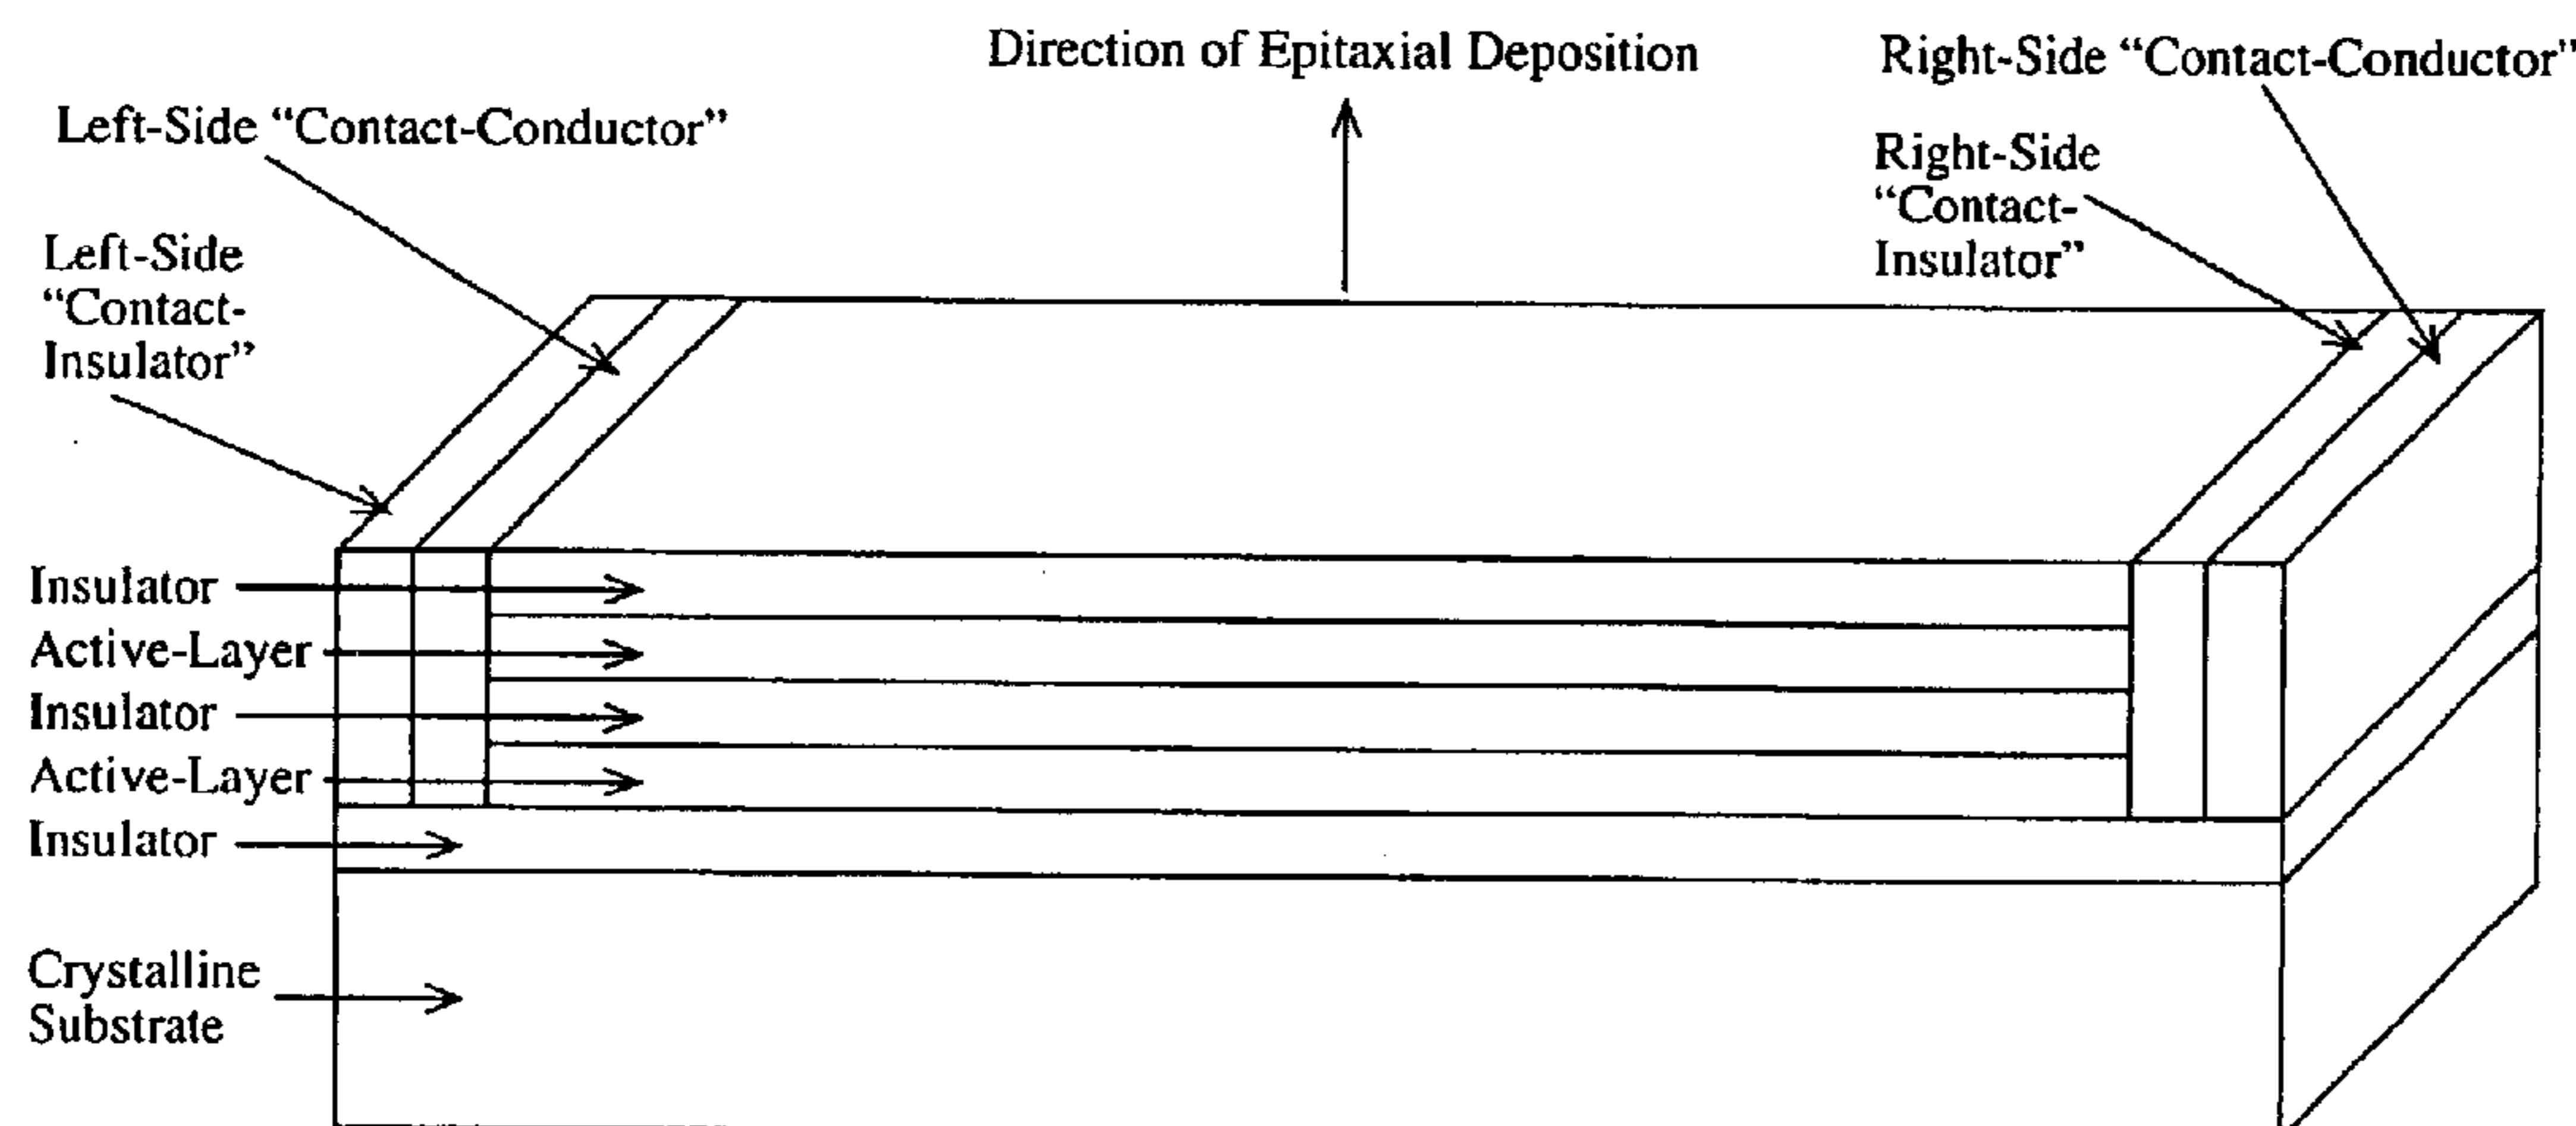 Direction of Epitaxial Deposition
Right-Side “Contact-Conductor”
Left-Side “Contact-Conductor”
Right-Side
“Contact-
Insulator”
Left-Side
“Contact-
Insulator”
Insulator
Active-Layer
Insulator
Active-Layer
Insulator
Crystalline
Substrate